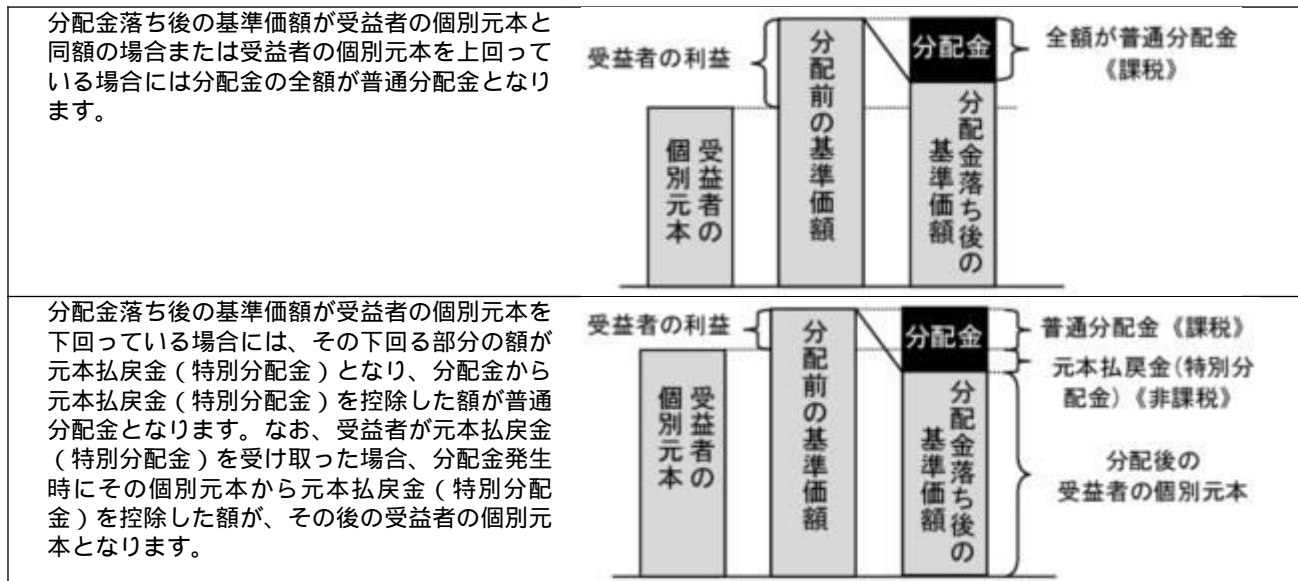 分配金落ち後の基準価額が受益者の個別元本と
同額の場合または受益者の個別元本を上回って
いる場合には分配金の全額が普通分配金となり
ます。
受益者の利益
受益者の
個別元本
分配前の基準価額
分配金
分配金落ち後の
基準価額
全額が普通分配金
《課税》
分配金落ち後の基準価額が受益者の個別元本を
下回っている場合には、その下回る部分の額が
元本払戻金（特別分配金）となり、分配金から
元本払戻金（特別分配金）を控除した額が普通
分配金となります。なお、受益者が元本払戻金
（特別分配金）を受け取った場合、分配金発生
時にその個別元本から元本払戻金（特別分配
金）を控除した額が、その後の受益者の個別元
本となります。
受益者の利益
受益者の
個別元本
分配前の基準価額
分配金
分配金落ち後の
基準価額
普通分配金《課税》
元本払戻金(特別分
配金)《非課税》
分配後の
受益者の個別元本